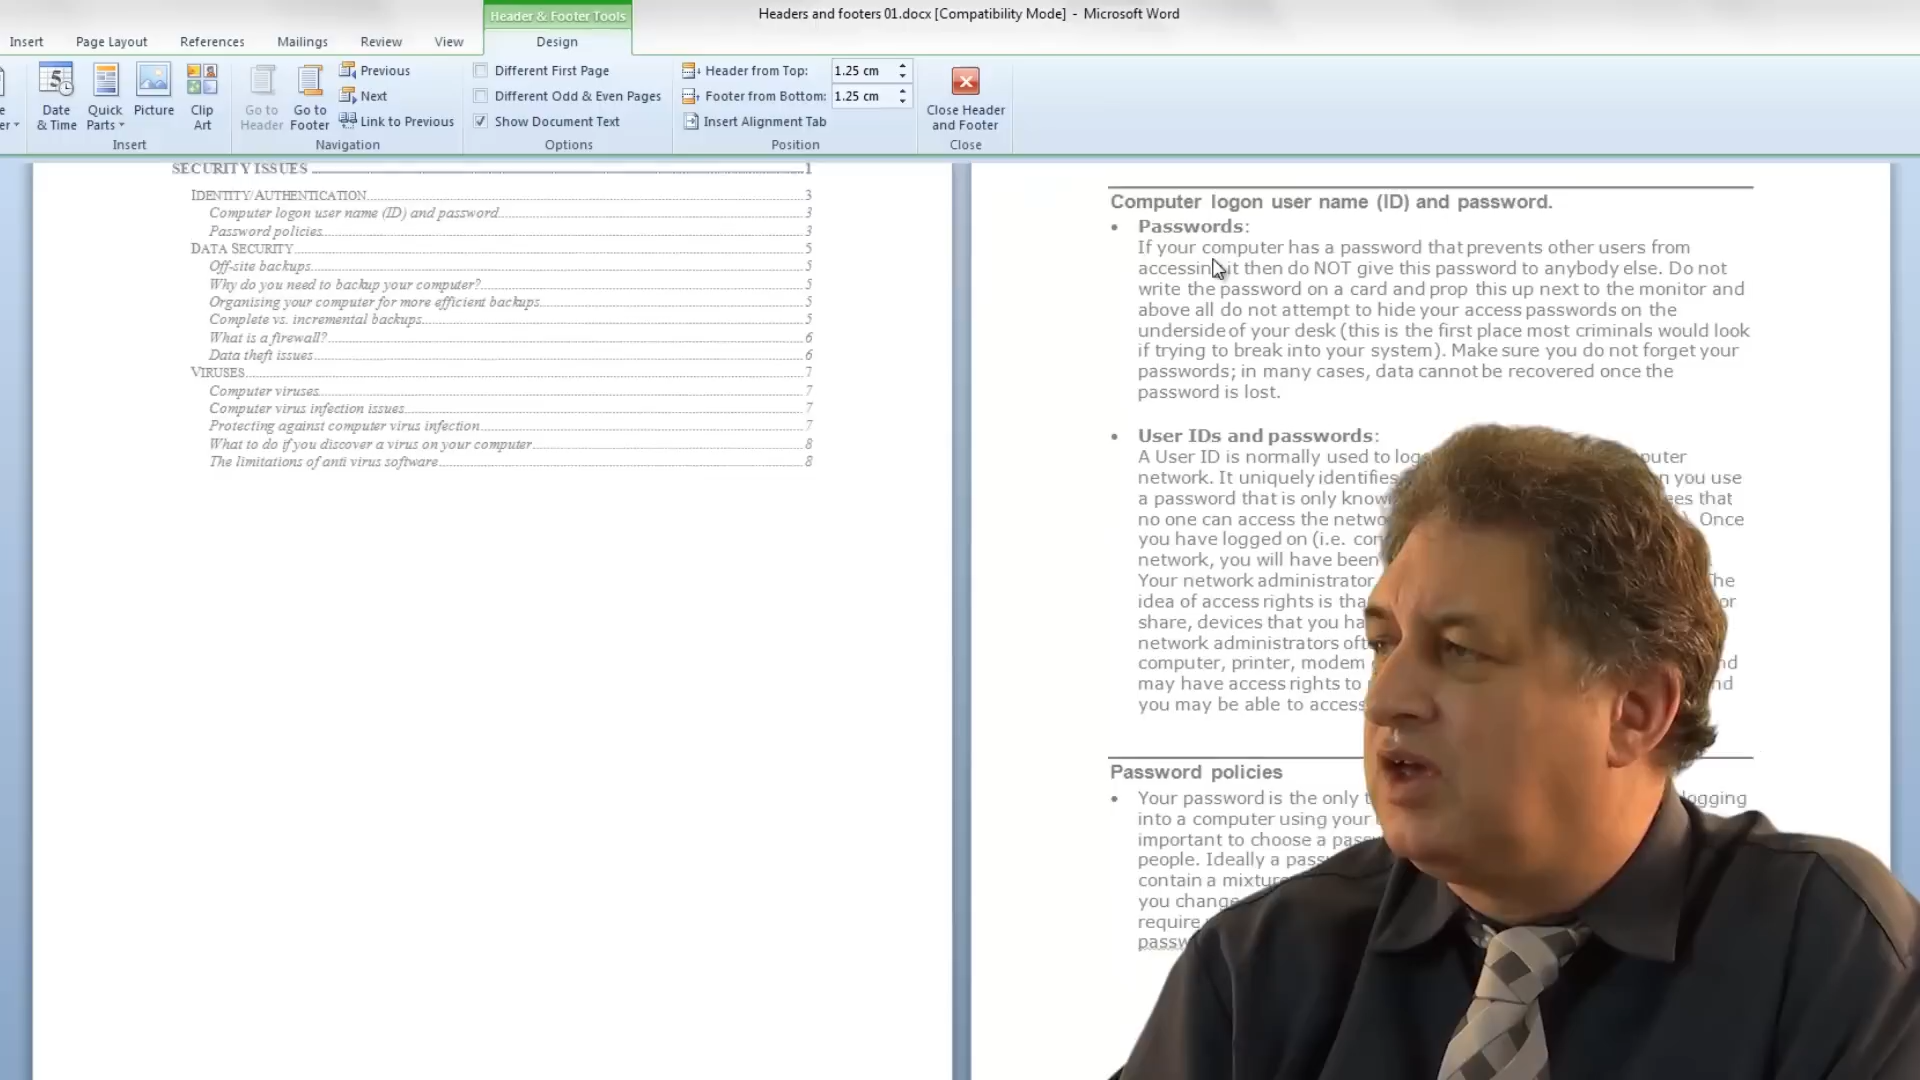 Header & Footer Tools
Headers and footers 01.docx [Compatibility Mode] - Microsoft Word
Insert
Page Layout
References
Mailings
Review
View
Design
Date & Time
Quick Parts
Picture
Clip Art
Insert
Go to Header
Go to Footer
Previous
Next
Link to Previous
Navigation
Different First Page
Different Odd & Even Pages
Show Document Text
Options
Header from Top: 1.25 cm
Footer from Bottom: 1.25 cm
Insert Alignment Tab
Position
Close Header and Footer
Close
SECURITY ISSUES 1
IDENTITY/AUTHENTICATION 3
Computer logon user name (ID) and password. 3
Password policies 3
DATA SECURITY 5
Off-site backups 5
Why do you need to backup your computer? 5
Organising your computer for more efficient backups 5
Complete vs. incremental backups 5
What is a firewall? 6
Data theft issues 6
VIRUSES 7
Computer viruses 7
Computer virus infection issues 7
Protecting against computer virus infection 7
What to do if you discover a virus on your computer 8
The limitations of anti virus software 8
Computer logon user name (ID) and password.
• Passwords:
If your computer has a password that prevents other users from
accessing it then do NOT give this password to anybody else. Do not
write the password on a card and prop this up next to the monitor and
above all do not attempt to hide your access passwords on the
underside of your desk (this is the first place most criminals would look
if trying to break into your system). Make sure you do not forget your
passwords; in many cases, data cannot be recovered once the
password is lost.
• User IDs and passwords:
A User ID is normally used to
network. It uniquely identifies you use
a password that is only that
no one can access the Once
you have logged on (i.e.
network, you will have been
Your network administrator
idea of access rights is or
share, devices that you
network administrators
computer, printer, modem
may have access rights to
you may be able to access
Password policies
• Your password is the only logging
into a computer using your
important to choose a
people. Ideally a
contain a
you
require